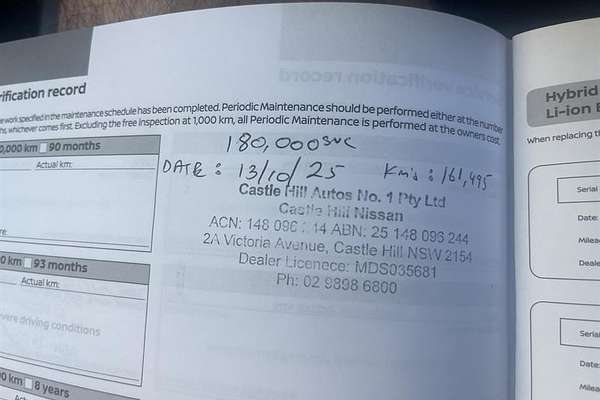 rification record
e work specified in the maintenance schedule has been completed. Periodic Maintenance should be performed either at the number
hs, whichever comes first. Excluding the free inspection at 1,000 km, all Periodic Maintenance is performed at the owners cost.
0,000 km 90 months
Actual km:
re:
0 km 93 months
Actual km:
vere driving conditions
0 km 8 years
180,000 SVC
DATE: 13/10/25 Km's: 161,495
Castle Hill Autos No. 1 Pty Ltd
Castle Hill Nissan
ACN: 148 096 14 ABN: 25 148 096 244
2A Victoria Avenue, Castle Hill NSW 2154
Dealer Licenece: MDS035681
Ph: 02 9898 6800
Hybrid
Li-ion
When replacing th
Serial
Date:
Milea
Deale
Serial
Date:
Milea